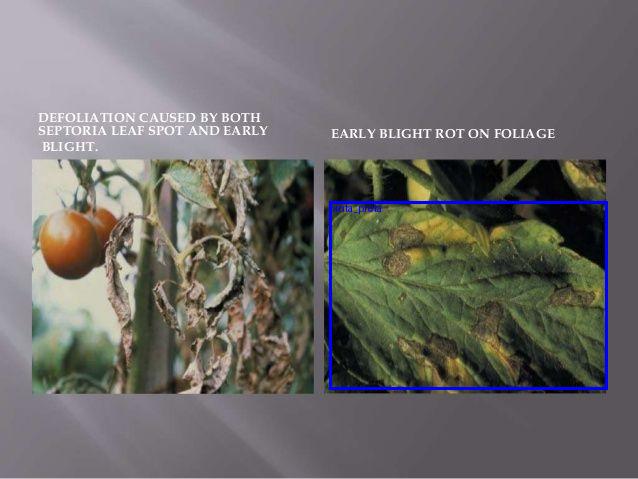 DEFOLIATION CAUSED BY BOTH
SEPTORIA LEAF SPOT AND EARLY
BLIGHT.
EARLY BLIGHT ROT ON FOLIAGE